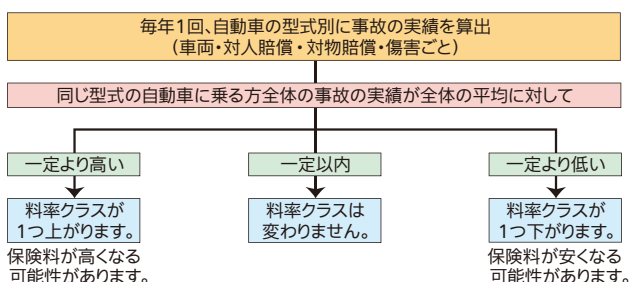 毎年1回、自動車の型式別に事故の実績を算出
（車両・対人賠償・対物賠償・傷害ごと）
同じ型式の自動車に乗る方全体の事故の実績が全体の平均に対して
一定より高い
一定以内
一定より低い
料率クラスが
1つ上がります。
料率クラスは
変わりません。
料率クラスが
1つ下がります。
保険料が高くなる
可能性があります。
保険料が安くなる
可能性があります。